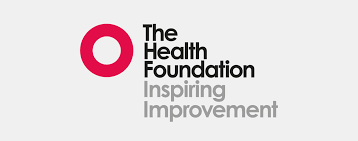 The
Health
Foundation
Inspiring
Improvement